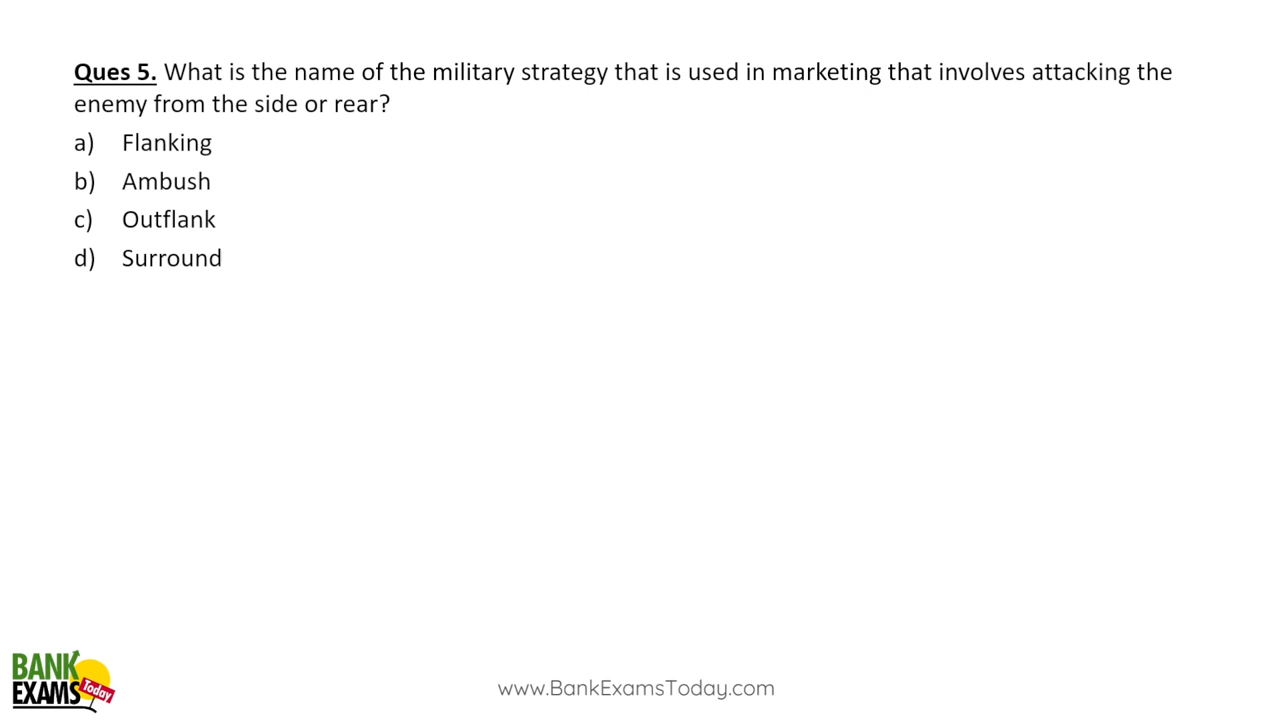 Ques 5. What is the name of the military strategy that is used in marketing that involves attacking the
enemy from the side or rear?
a) Flanking
b) Ambush
c) Outflank
d) Surround
BANK
EXAMS Today
www.BankExamsToday.com